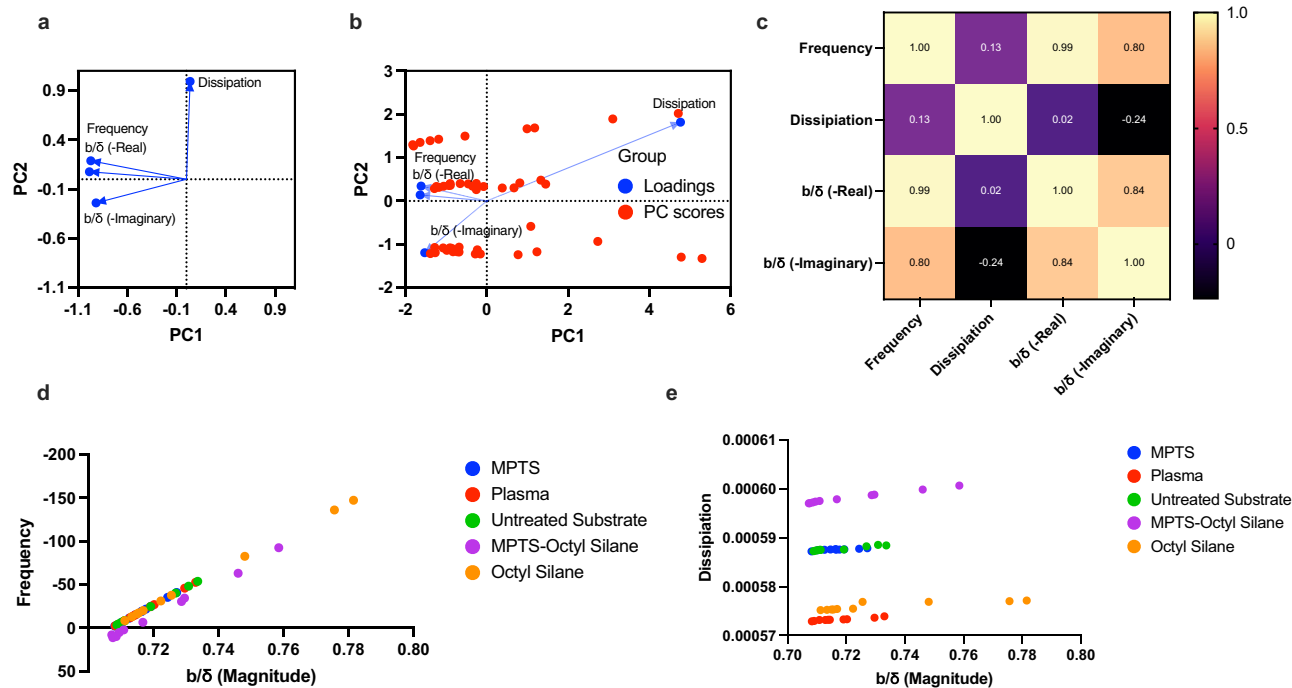 a
0.9
0.4
-0.1
-0.6
-1.1
PC2
Dissipation
Frequency
b/δ (-Real)
b/δ (-Imaginary)
-1.1
-0.6
-0.1
0.4
0.9
PC1
b
3
2
1
0
-1
-2
PC2
Dissipation
Frequency
b/δ (-Real)
b/δ (-Imaginary)
Group
Loadings
PC scores
-2
0
2
4
6
PC1
c
Frequency
1.00
0.13
0.99
0.80
Dissipiation
0.13
1.00
0.02
-0.24
b/δ (-Real)
0.99
0.02
1.00
0.84
b/δ (-Imaginary)
0.80
-0.24
0.84
1.00
Frequency
Dissipiation
b/δ (-Real)
b/δ (-Imaginary)
1.0
0.5
0
d
-200
-150
-100
-50
0
50
Frequency
0.72
0.74
0.76
0.78
0.80
b/δ (Magnitude)
MPTS
Plasma
Untreated Substrate
MPTS-Octyl Silane
Octyl Silane
e
0.00061
0.00060
0.00059
0.00058
0.00057
Dissipiation
0.70
0.72
0.74
0.76
0.78
0.80
b/δ (Magnitude)
MPTS
Plasma
Untreated Substrate
MPTS-Octyl Silane
Octyl Silane